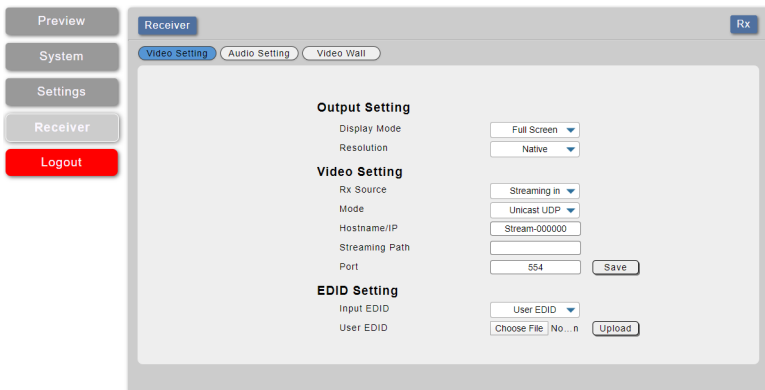 Preview
System
Settings
Receiver
Logout
Receiver Rx
Video Setting Audio Setting Video Wall
Output Setting
Display Mode Full Screen
Resolution Native
Video Setting
Rx Source Streaming in
Mode Unicast UDP
Hostname/IP Stream-000000
Streaming Path
Port 554 Save
EDID Setting
Input EDID User EDID
User EDID Choose File No...n Upload